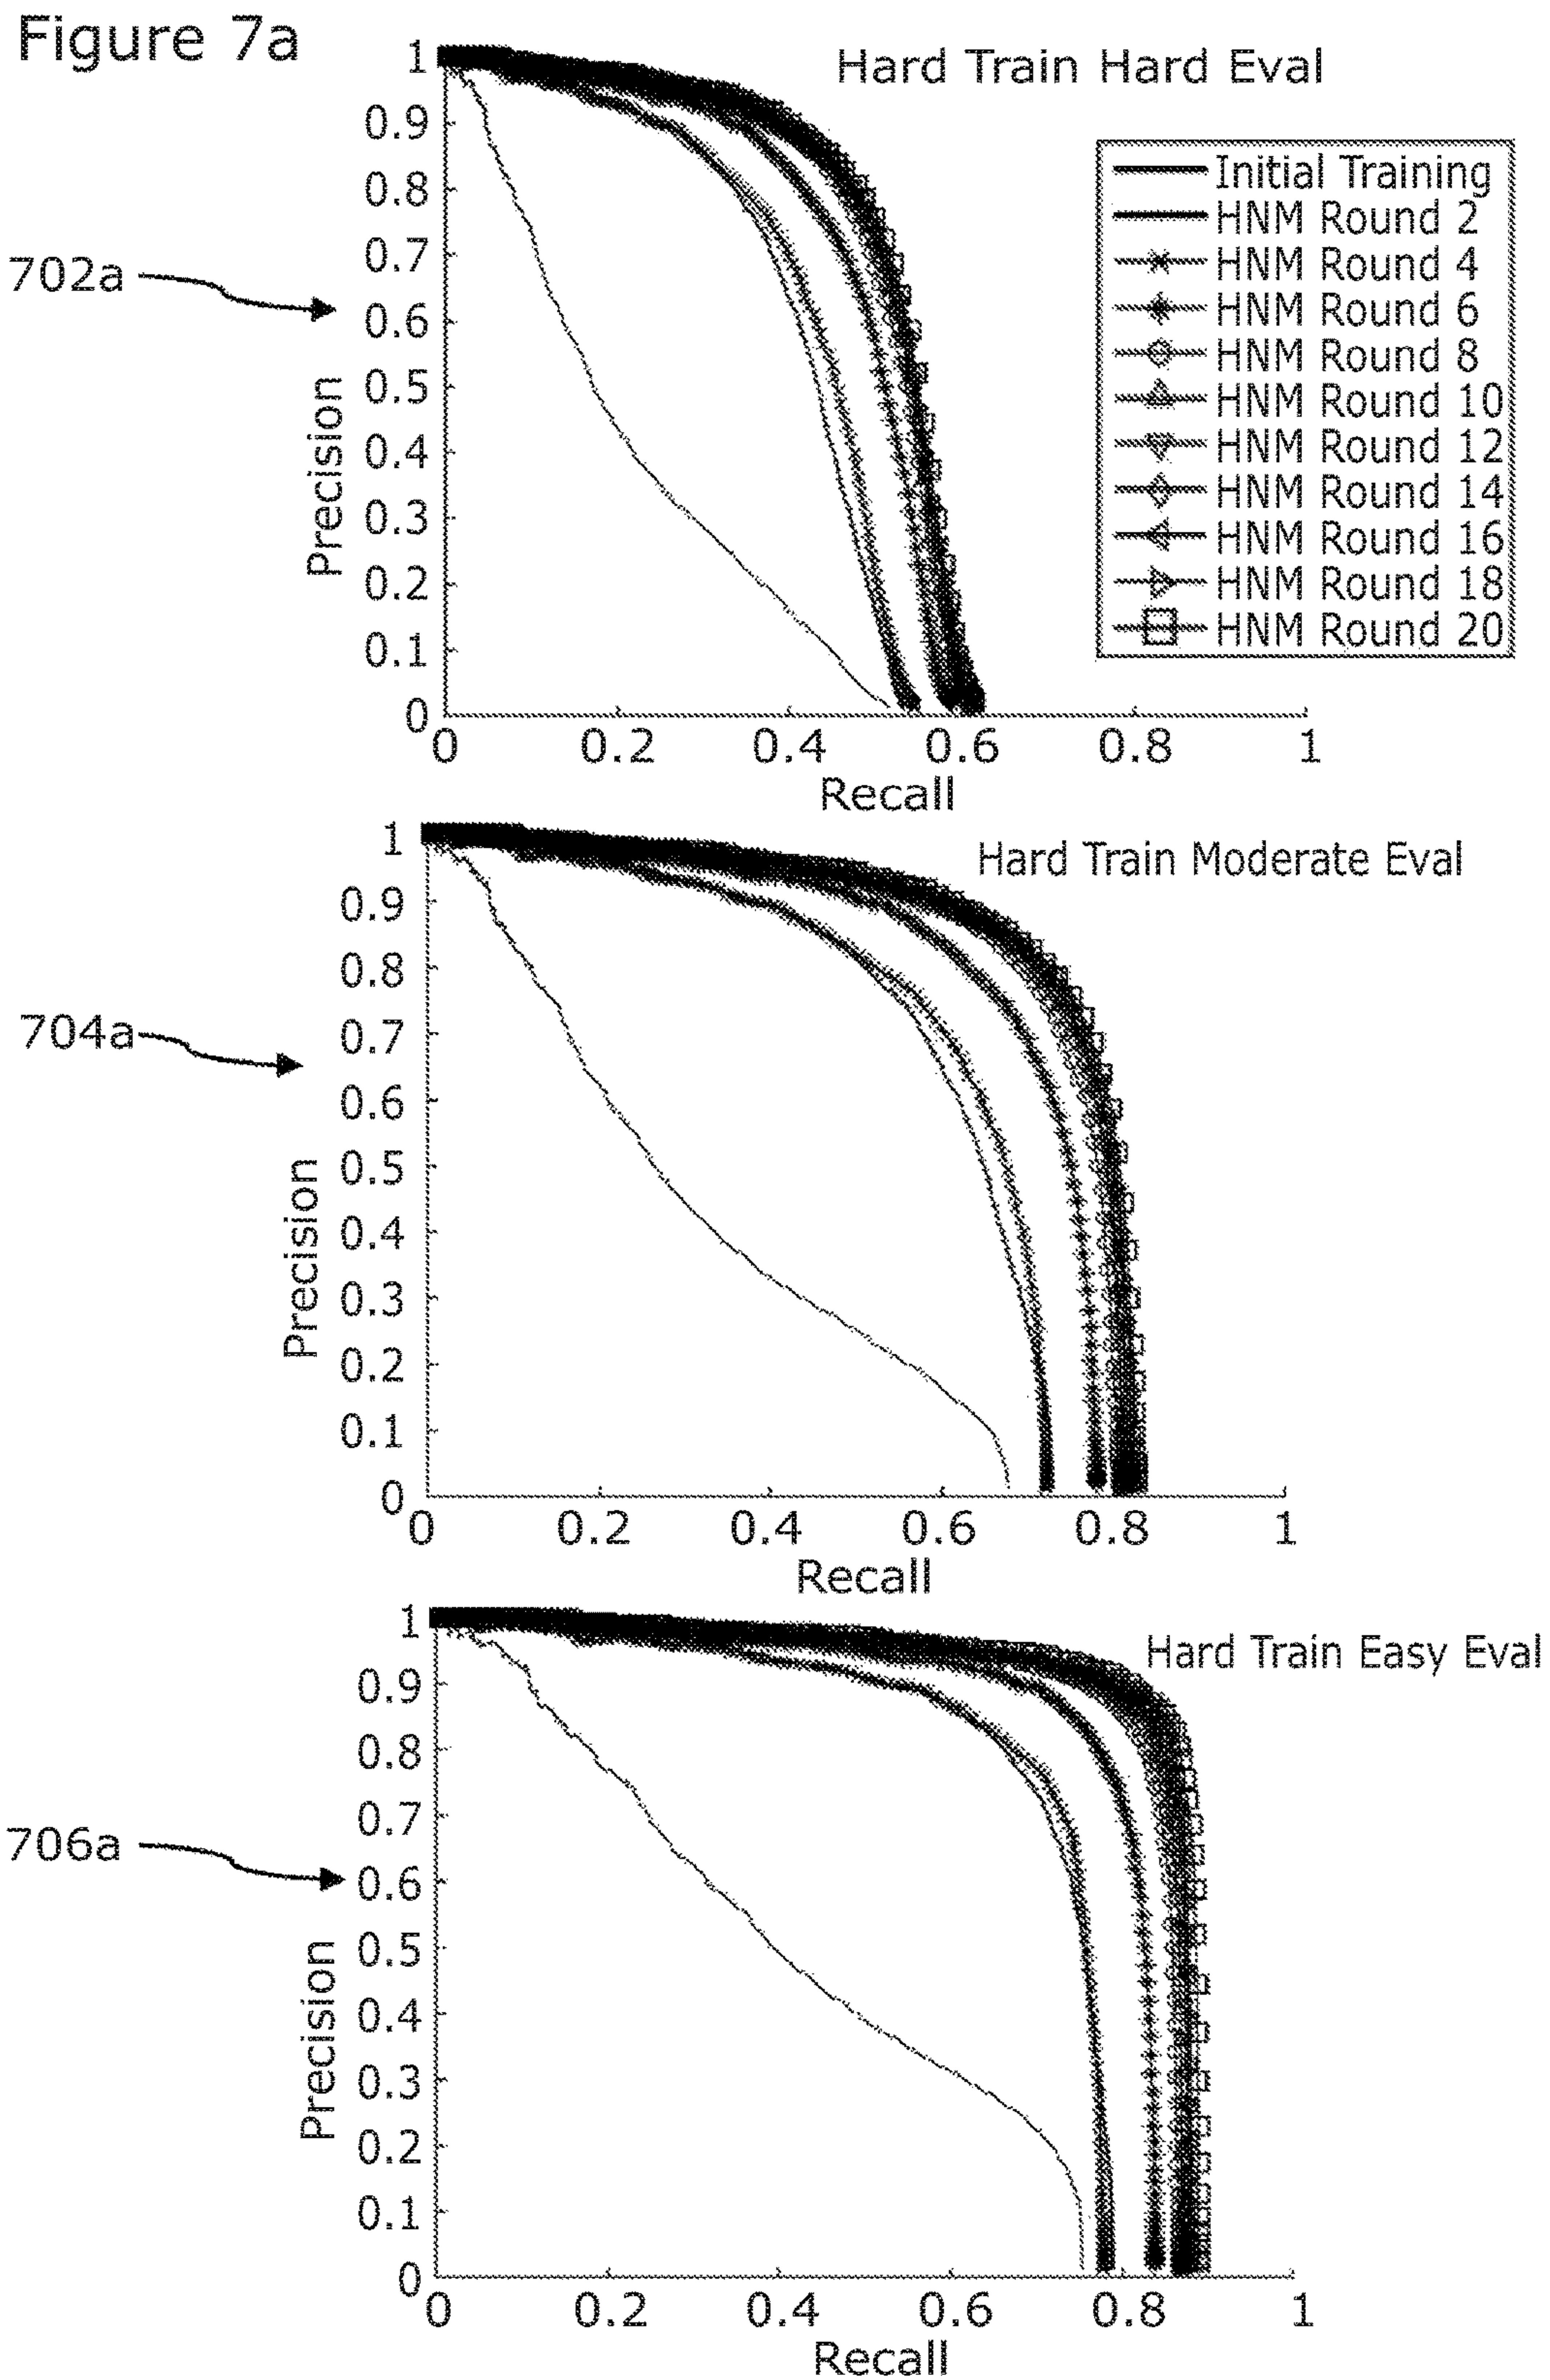 Figure 7a
Hard Train Hard Eval
1
0.9
0.8
0.7
0.6
0.5
0.4
0.3
0.2
0.1
0
Precision
702a
Initial Training
HNM Round 2
HNM Round 4
HNM Round 6
HNM Round 8
HNM Round 10
HNM Round 12
HNM Round 14
HNM Round 16
HNM Round 18
HNM Round 20
0 0.2 0.4 0.6 0.8 1
Recall
Hard Train Moderate Eval
1
0.9
0.8
0.7
0.6
0.5
0.4
0.3
0.2
0.1
0
Precision
704a
0 0.2 0.4 0.6 0.8 1
Recall
Hard Train Easy Eval
1
0.9
0.8
0.7
0.6
0.5
0.4
0.3
0.2
0.1
0
Precision
706a
0 0.2 0.4 0.6 0.8 1
Recall